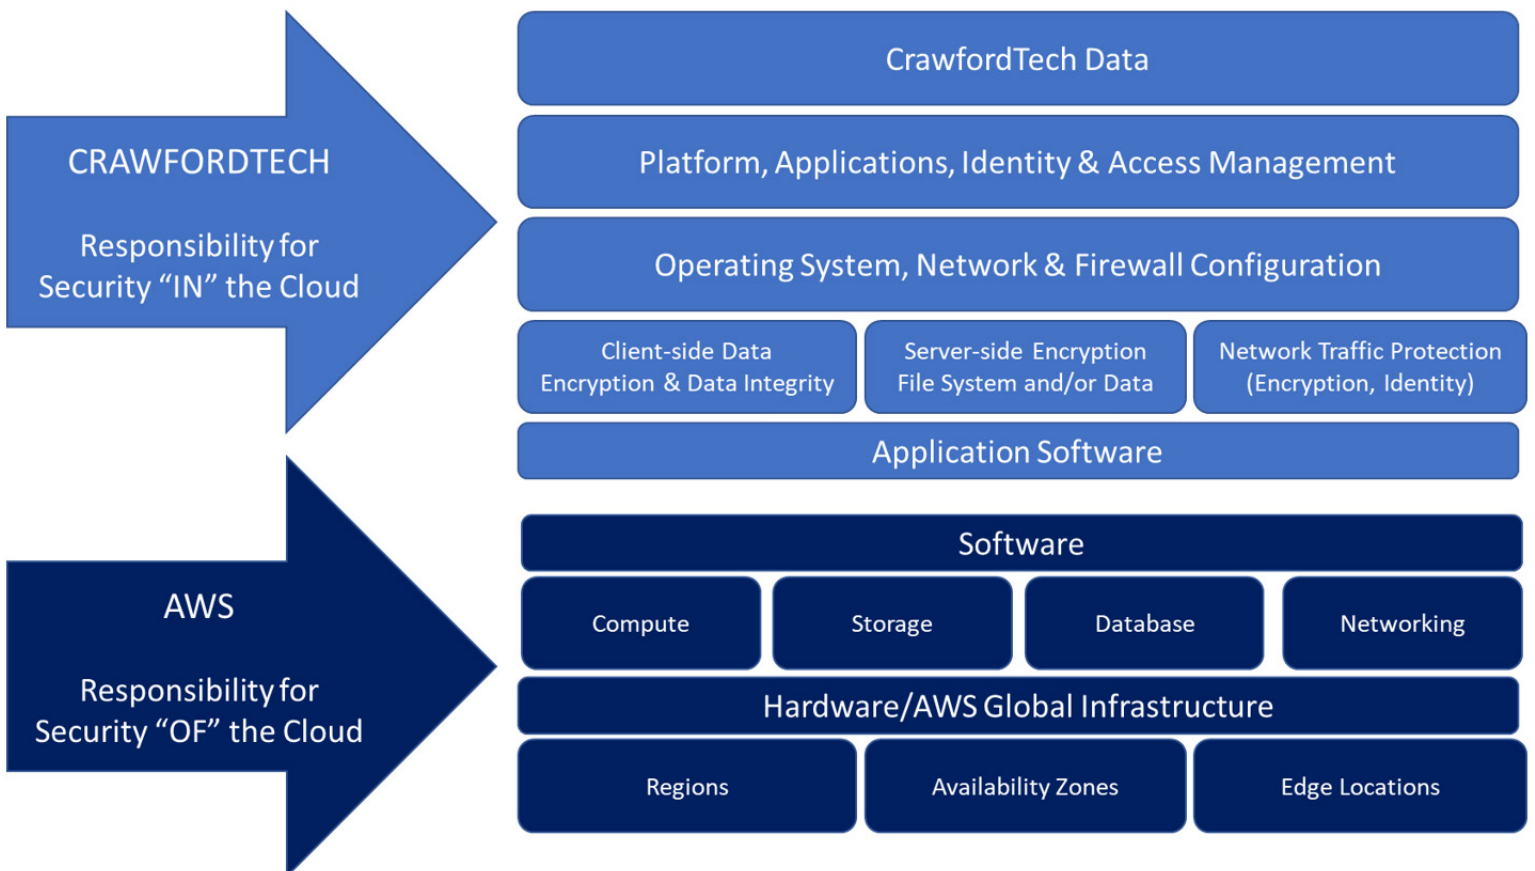 CRAWFORDTECH
Responsibility for
Security “IN” the Cloud
CrawfordTech Data
Platform, Applications, Identity & Access Management
Operating System, Network & Firewall Configuration
Client-side Data
Encryption & Data Integrity
Server-side Encryption
File System and/or Data
Network Traffic Protection
(Encryption, Identity)
Application Software
AWS
Responsibility for
Security “OF” the Cloud
Software
Compute
Storage
Database
Networking
Hardware/AWS Global Infrastructure
Regions
Availability Zones
Edge Locations